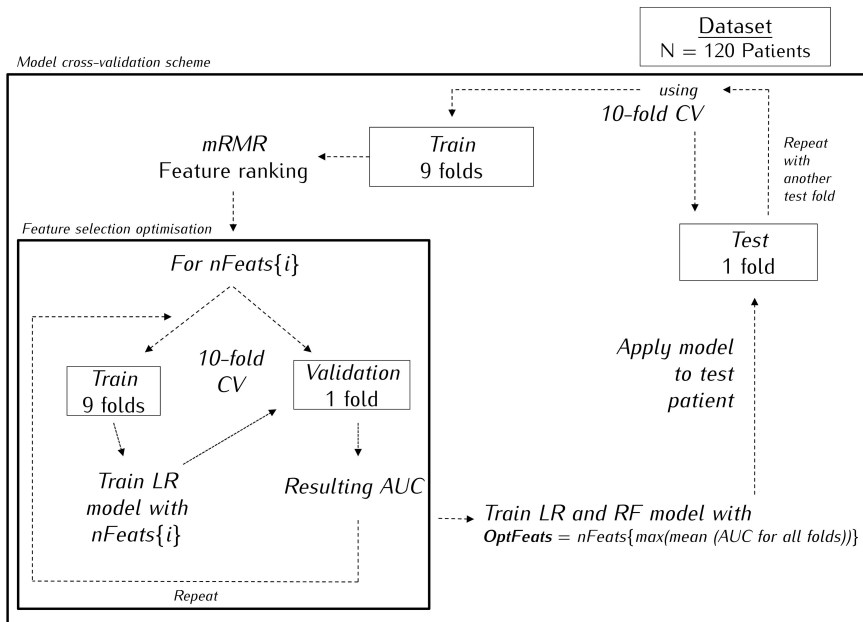 Dataset
N = 120 Patients
Model cross-validation scheme
using
10-fold CV
Train
9 folds
mRMR
Feature ranking
Repeat
with
another
test fold
Test
1 fold
Feature selection optimisation
For nFeats{i}
10-fold
CV
Train
9 folds
Validation
1 fold
Train LR
model with
nFeats{i}
Resulting AUC
Repeat
Train LR and RF model with
OptFeats = nFeats{max(mean (AUC for all folds))}
Apply model
to test
patient